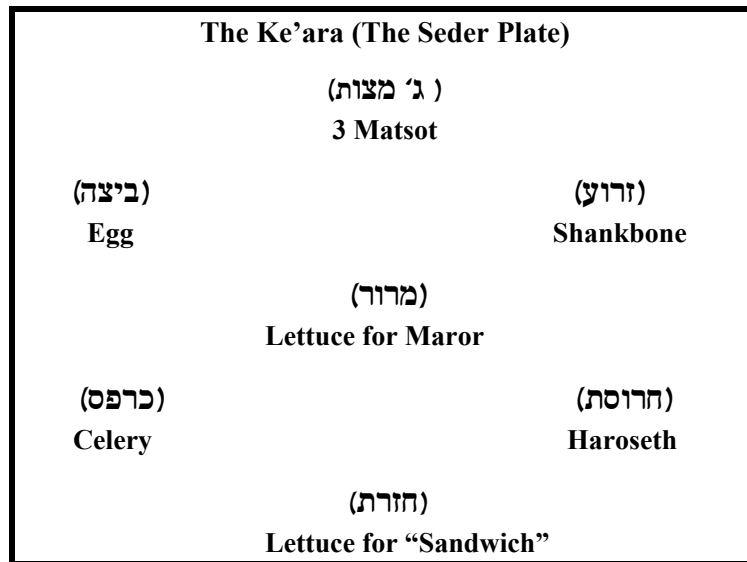 The Ke’ara (The Seder Plate)
( ג׳ מצות)
3 Matsot
(ביצה) (זרוע)
Egg Shankbone
(מרור)
Lettuce for Maror
(כרפס) (חרוסת)
Celery Haroseth
(חזרת)
Lettuce for “Sandwich”